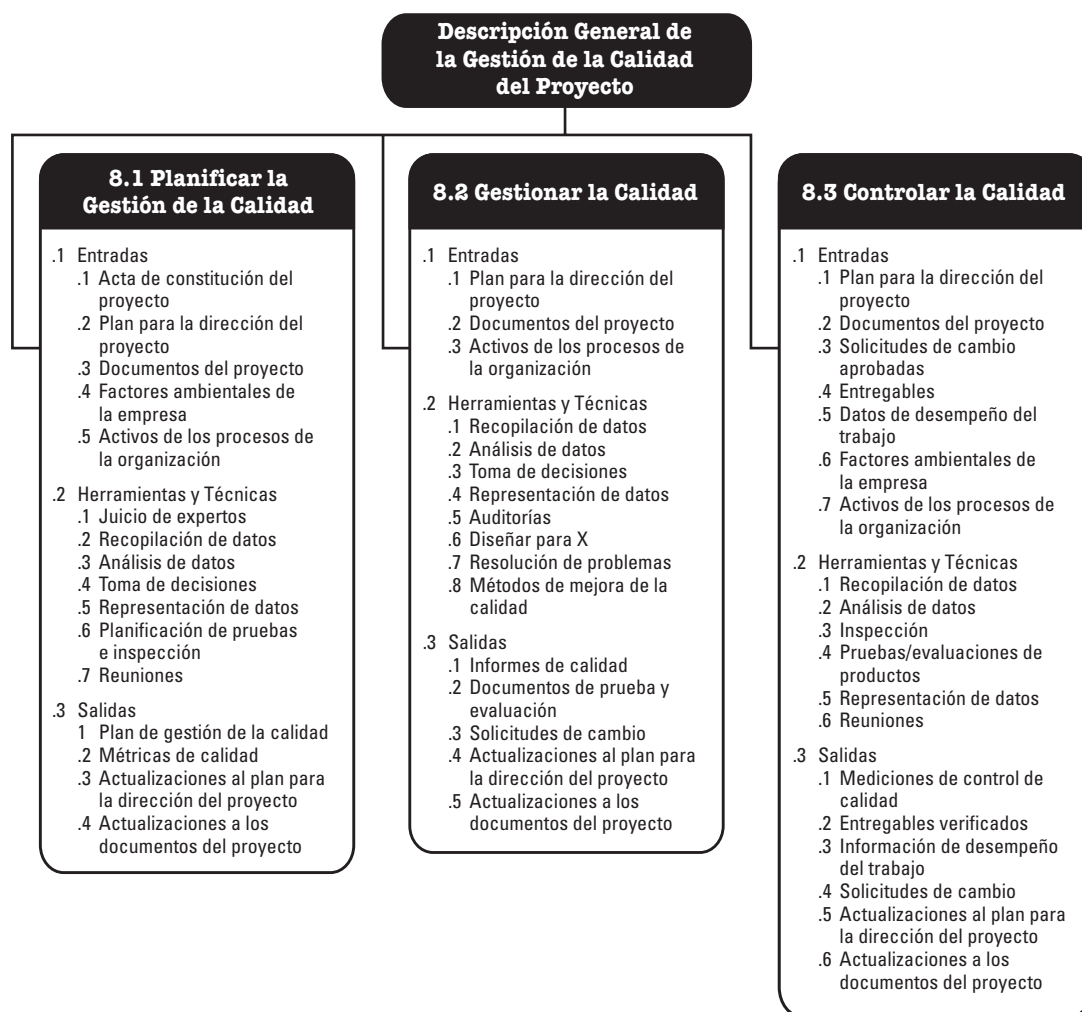 Descripción General de
la Gestión de la Calidad
del Proyecto
8.1 Planificar la
Gestión de la Calidad
.1 Entradas
.1 Acta de constitución del
proyecto
.2 Plan para la dirección del
proyecto
.3 Documentos del proyecto
.4 Factores ambientales de
la empresa
.5 Activos de los procesos de
la organización
.2 Herramientas y Técnicas
.1 Juicio de expertos
.2 Recopilación de datos
.3 Análisis de datos
.4 Toma de decisiones
.5 Representación de datos
.6 Planificación de pruebas
e inspección
.7 Reuniones
.3 Salidas
1 Plan de gestión de la calidad
.2 Métricas de calidad
.3 Actualizaciones al plan para
la dirección del proyecto
.4 Actualizaciones a los
documentos del proyecto
8.2 Gestionar la Calidad
.1 Entradas
.1 Plan para la dirección del
proyecto
.2 Documentos del proyecto
.3 Activos de los procesos de
la organización
.2 Herramientas y Técnicas
.1 Recopilación de datos
.2 Análisis de datos
.3 Toma de decisiones
.4 Representación de datos
.5 Auditorías
.6 Diseñar para X
.7 Resolución de problemas
.8 Métodos de mejora de la
calidad
.3 Salidas
.1 Informes de calidad
.2 Documentos de prueba y
evaluación
.3 Solicitudes de cambio
.4 Actualizaciones al plan para
la dirección del proyecto
.5 Actualizaciones a los
documentos del proyecto
8.3 Controlar la Calidad
.1 Entradas
.1 Plan para la dirección del
proyecto
.2 Documentos del proyecto
.3 Solicitudes de cambio
aprobadas
.4 Entregables
.5 Datos de desempeño del
trabajo
.6 Factores ambientales de
la empresa
.7 Activos de los procesos de
la organización
.2 Herramientas y Técnicas
.1 Recopilación de datos
.2 Análisis de datos
.3 Inspección
.4 Pruebas/evaluaciones de
productos
.5 Representación de datos
.6 Reuniones
.3 Salidas
.1 Mediciones de control de
calidad
.2 Entregables verificados
.3 Información de desempeño
del trabajo
.4 Solicitudes de cambio
.5 Actualizaciones al plan para
la dirección del proyecto
.6 Actualizaciones a los
documentos del proyecto